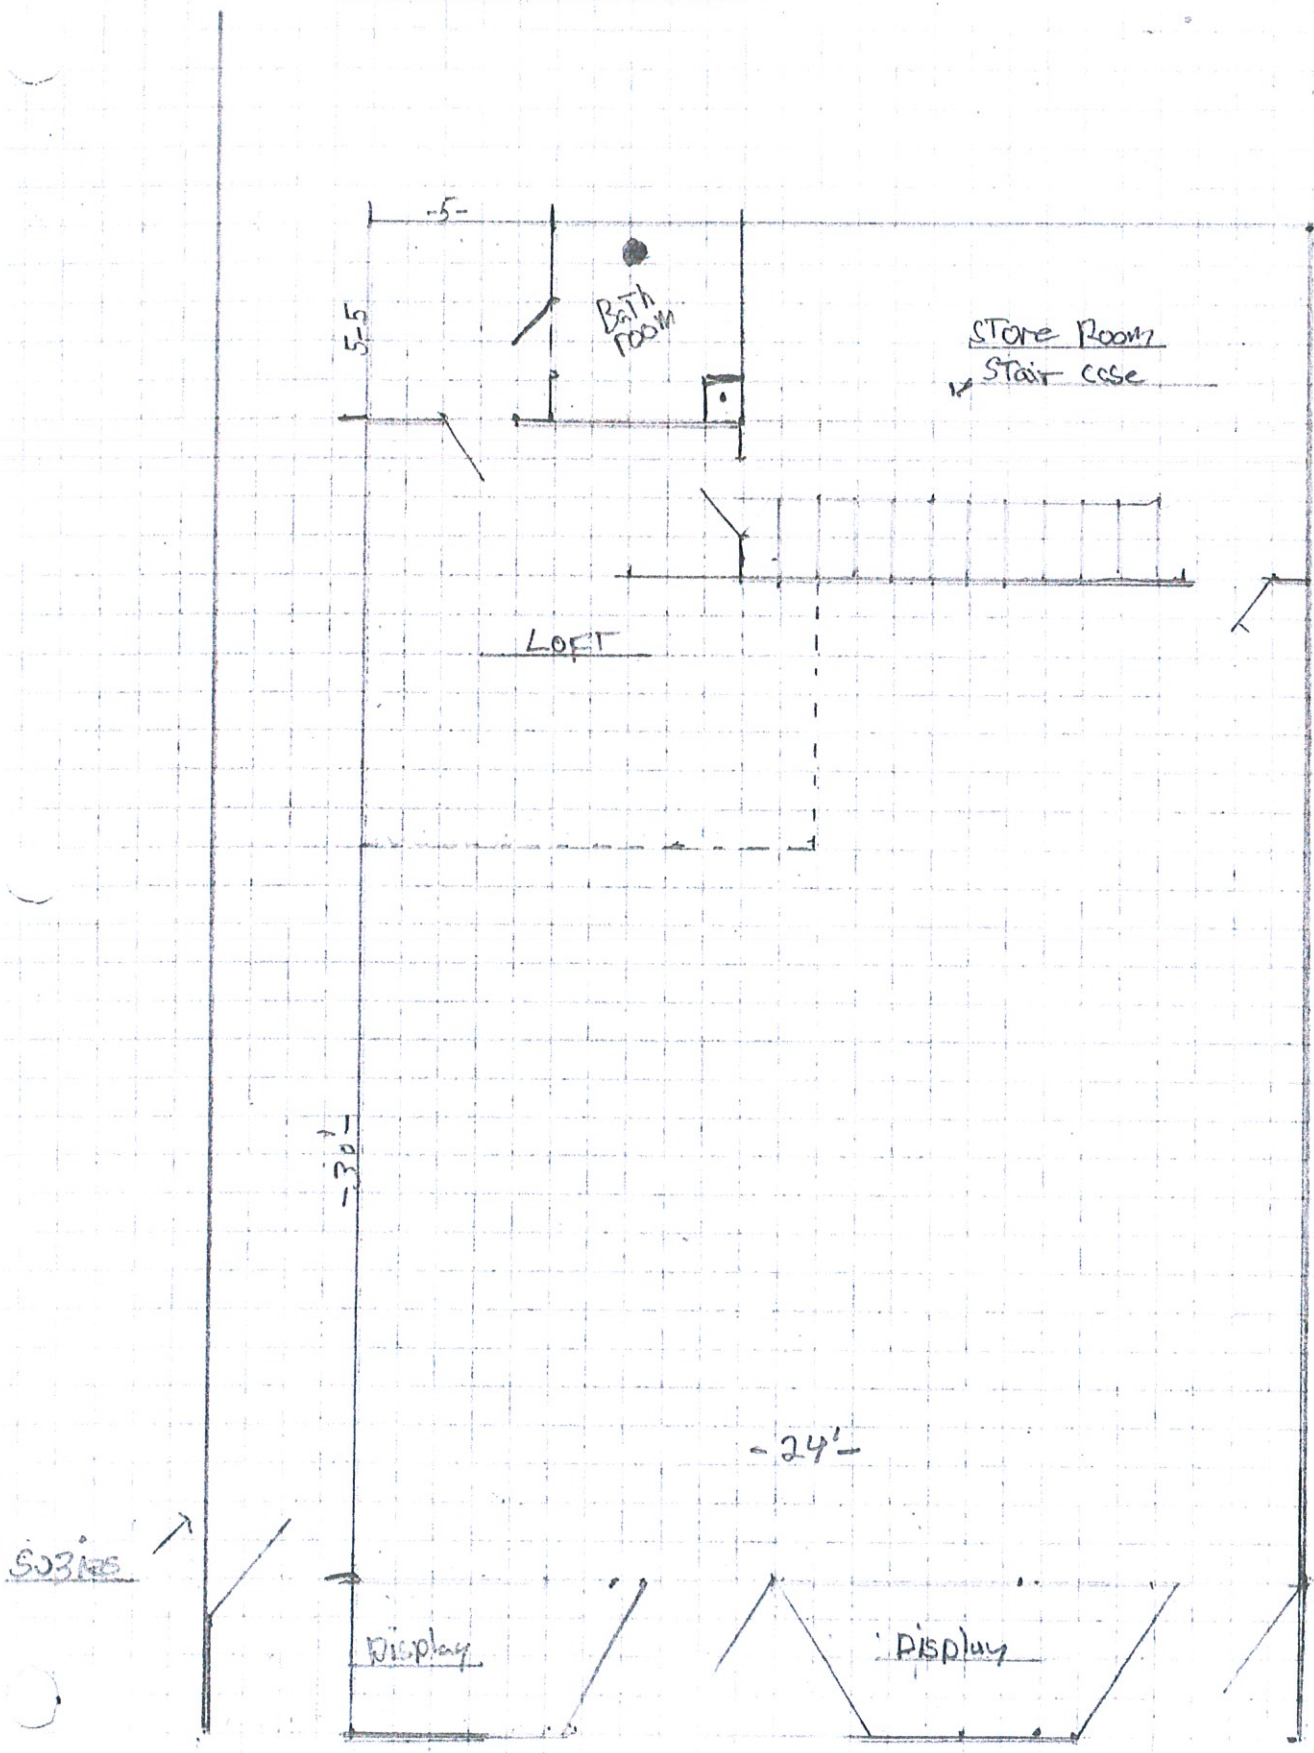 -5-
5-5
Bath
room
Store Room
Stair case
LOFT
-30'-
-24'-
Display
Display